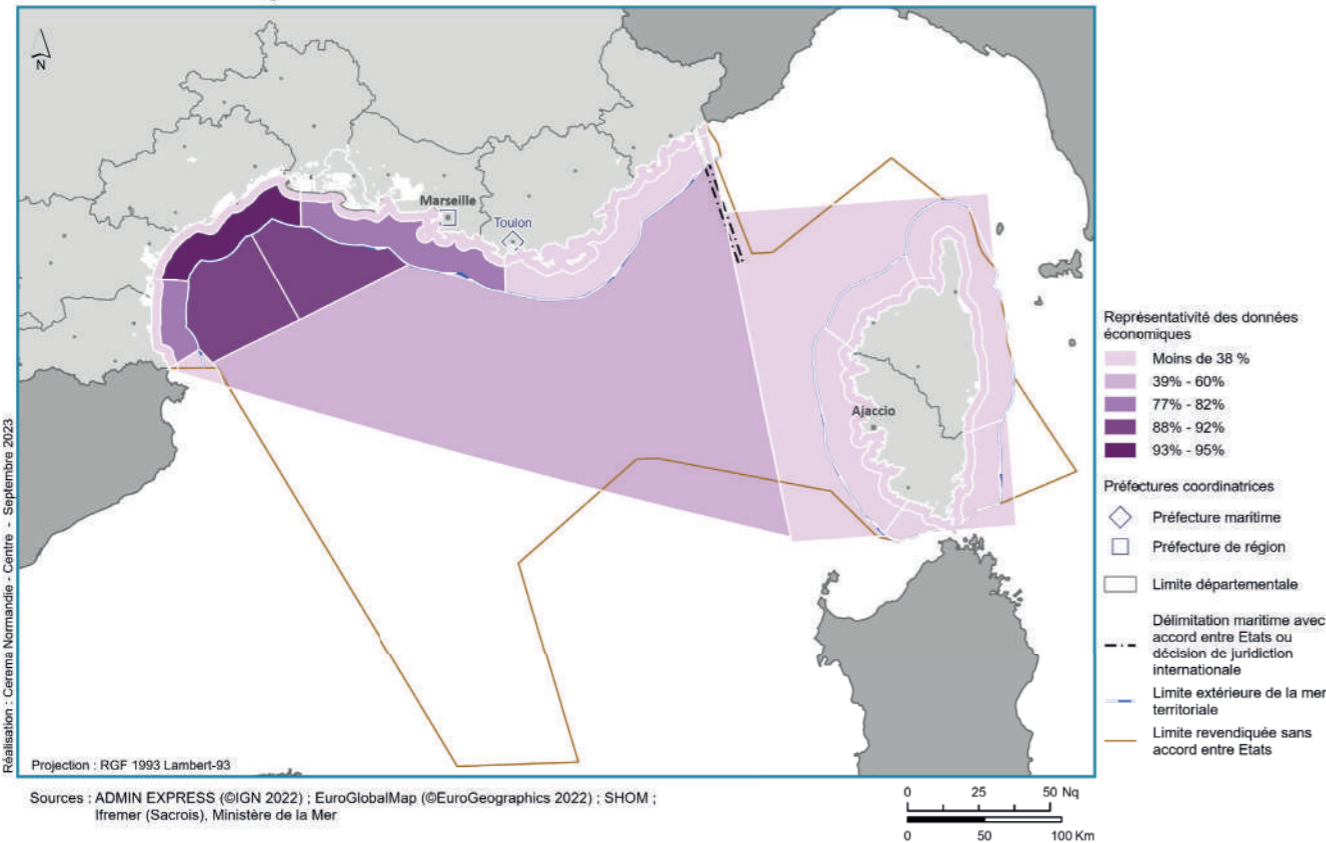 N
Marseille
Toulon
Ajaccio
Projection : RGF 1993 Lambert-93
Réalisation : Cerema Normandie - Centre - Septembre 2023
Représentativité des données
économiques
Moins de 38 %
39% - 60%
77% - 82%
88% - 92%
93% - 95%
Préfectures coordinatrices
Préfecture maritime
Préfecture de région
Limite départementale
Délimitation maritime avec
accord entre Etats ou
décision de juridiction
internationale
Limite extérieure de la mer
territoriale
Limite revendiquée sans
accord entre Etats
Sources : ADMIN EXPRESS (©IGN 2022) ; EuroGlobalMap (©EuroGeographics 2022) ; SHOM ;
Ifremer (Sacrois), Ministère de la Mer
0 25 50 Nq
0 50 100 Km